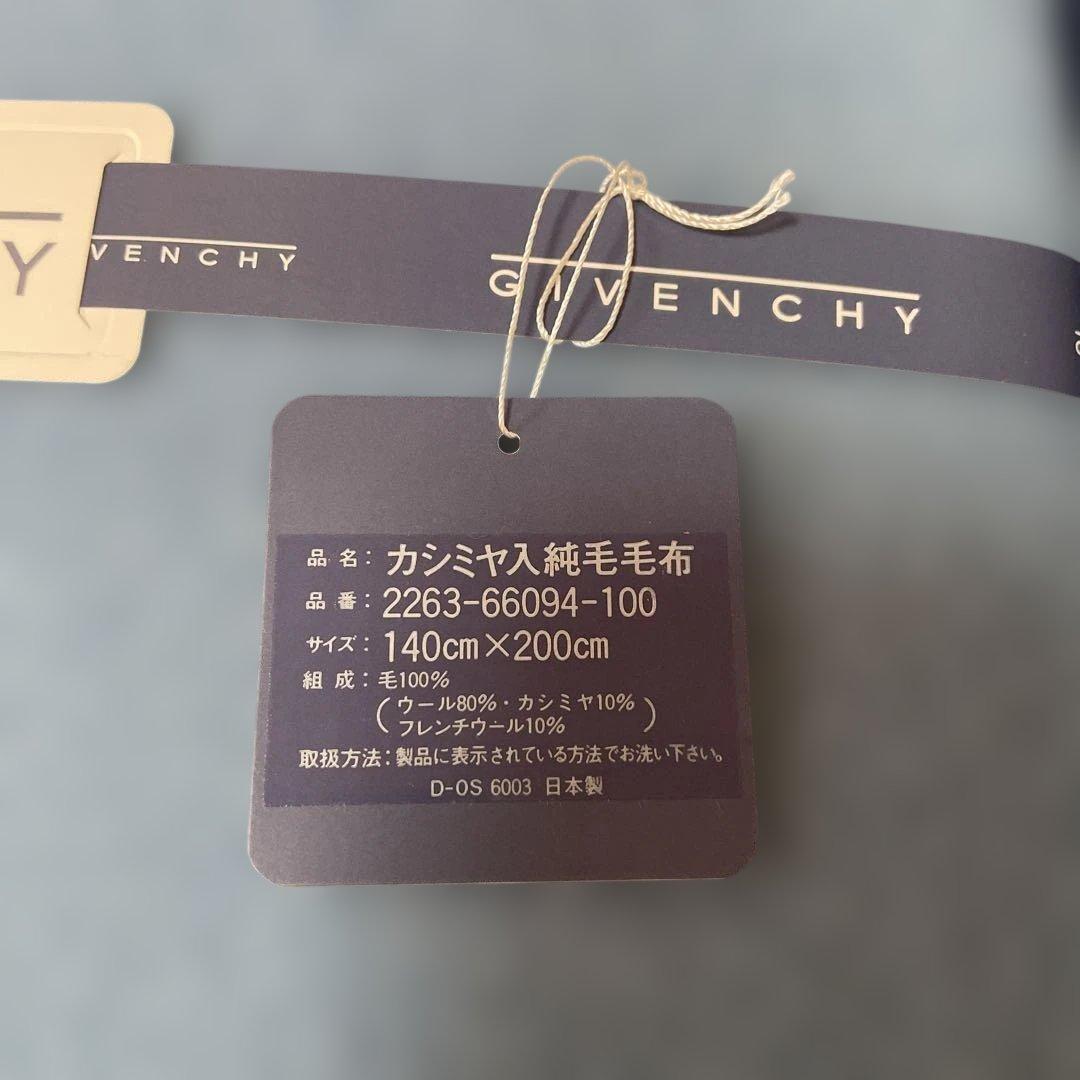 Y
VENCHY
GIVENCHY
品名：カシミヤ入純毛毛布
品番：2263-66094-100
サイズ：140cm×200cm
組成：毛100%
（ウール80%・カシミヤ10%
フレンチウール10%）
取扱方法：製品に表示されている方法でお洗い下さい。
D-OS 6003 日本製